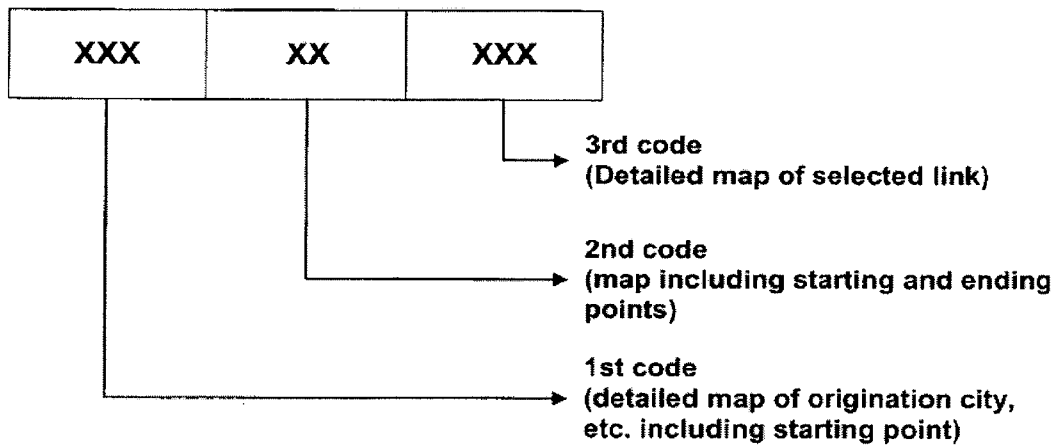 XXX XX XXX
3rd code
(Detailed map of selected link)
2nd code
(map including starting and ending
points)
1st code
(detailed map of origination city,
etc. including starting point)